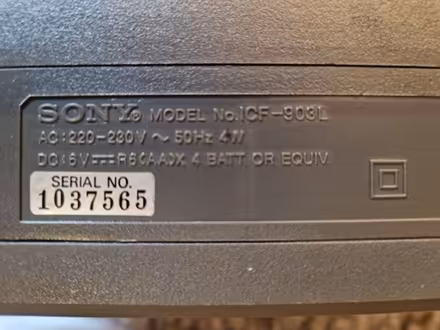 SONY® MODEL No. ICF-903L
AC:220-230V ~ 50Hz 4W
DC:6V⎓R6(AA)X 4 BATT. OR EQUIV.
SERIAL NO.
1037565